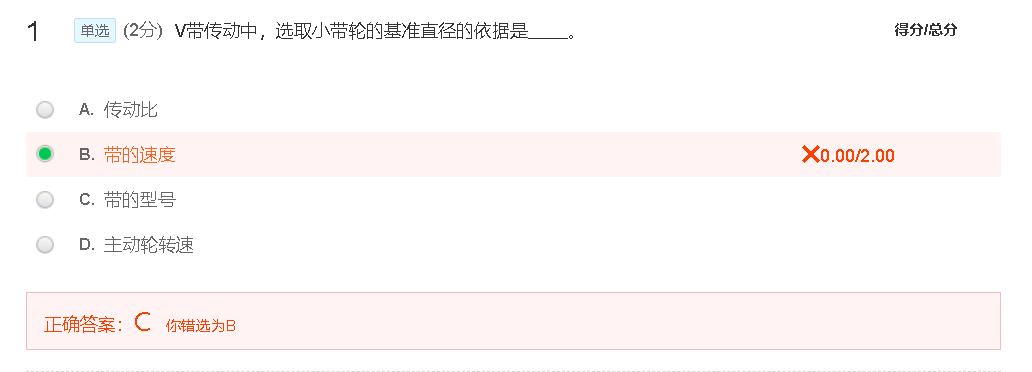 1 单选 (2分) V带传动中，选取小带轮的基准直径的依据是____。 得分/总分
A. 传动比
B. 带的速度 ×0.00/2.00
C. 带的型号
D. 主动轮转速
正确答案：C 你错选为B